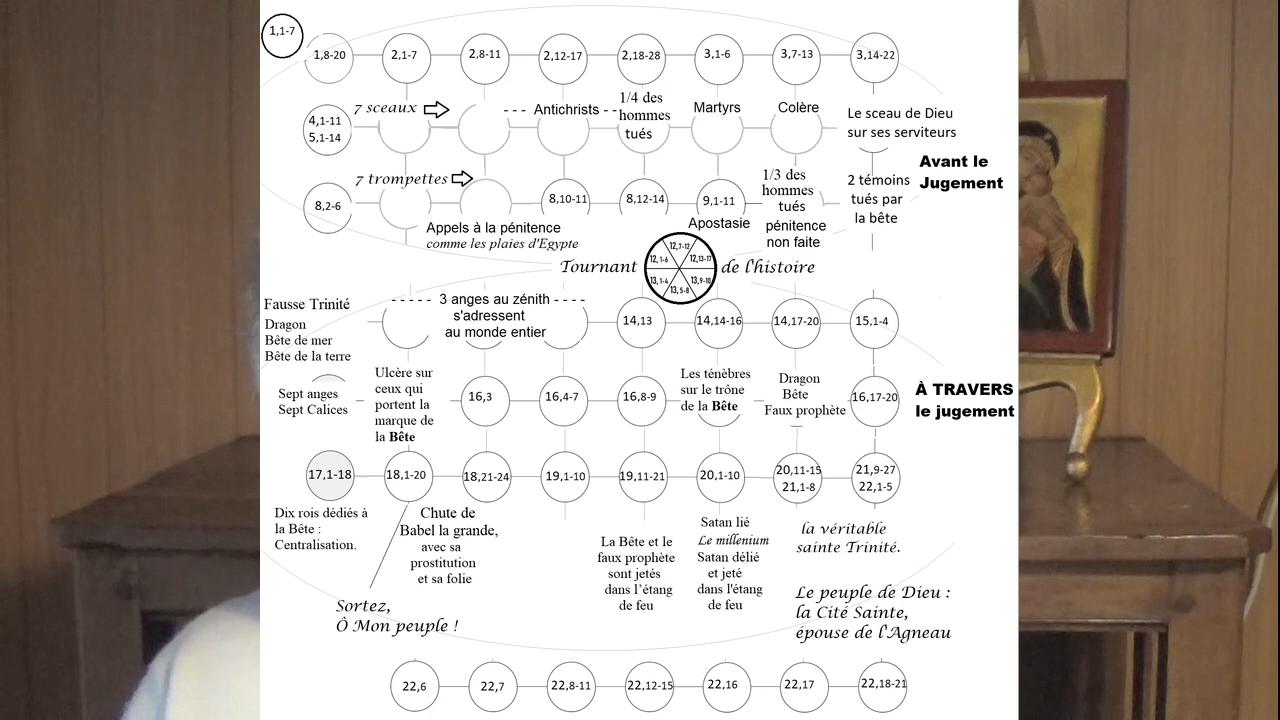 1,1-7
1,8-20 2,1-7 2,8-11 2,12-17 2,18-28 3,1-6 3,7-13 3,14-22
4,1-11
5,1-14
7 sceaux
Antichrists
1/4 des
hommes
tués
Martyrs
Colère
Le sceau de Dieu
sur ses serviteurs
Avant le
Jugement
8,2-6
7 trompettes
8,10-11 8,12-14 9,1-11
1/3 des
hommes
tués
pénitence
non faite
2 témoins
tués par
la bête
Appels à la pénitence
comme les plaies d'Egypte
Apostasie
Tournant
12,7-12
12,1-6
12,13-17
13,1-4
13,9-10
13,5-8
de l'histoire
Fausse Trinité
Dragon
Bête de mer
Bête de la terre
3 anges au zénith
s'adressent
au monde entier
14,13 14,14-16 14,17-20 15,1-4
Sept anges
Sept Calices
Ulcère sur
ceux qui
portent la
marque de
la Bête
16,3 16,4-7 16,8-9
Les ténèbres
sur le trône
de la Bête
Dragon
Bête
Faux prophète
16,17-20
À TRAVERS
le jugement
17,1-18 18,1-20 18,21-24 19,1-10 19,11-21 20,1-10
20,11-15
21,1-8
21,9-27
22,1-5
Dix rois dédiés à
la Bête :
Centralisation.
Chute de
Babel la grande,
avec sa
prostitution
et sa folie
La Bête et le
faux prophète
sont jetés
dans l'étang
de feu
Satan lié
Le millenium
Satan délié
et jeté
dans l'étang
de feu
la véritable
sainte Trinité.
Sortez,
Ô Mon peuple !
Le peuple de Dieu :
la Cité Sainte,
épouse de l'Agneau
22,6 22,7 22,8-11 22,12-15 22,16 22,17 22,18-21